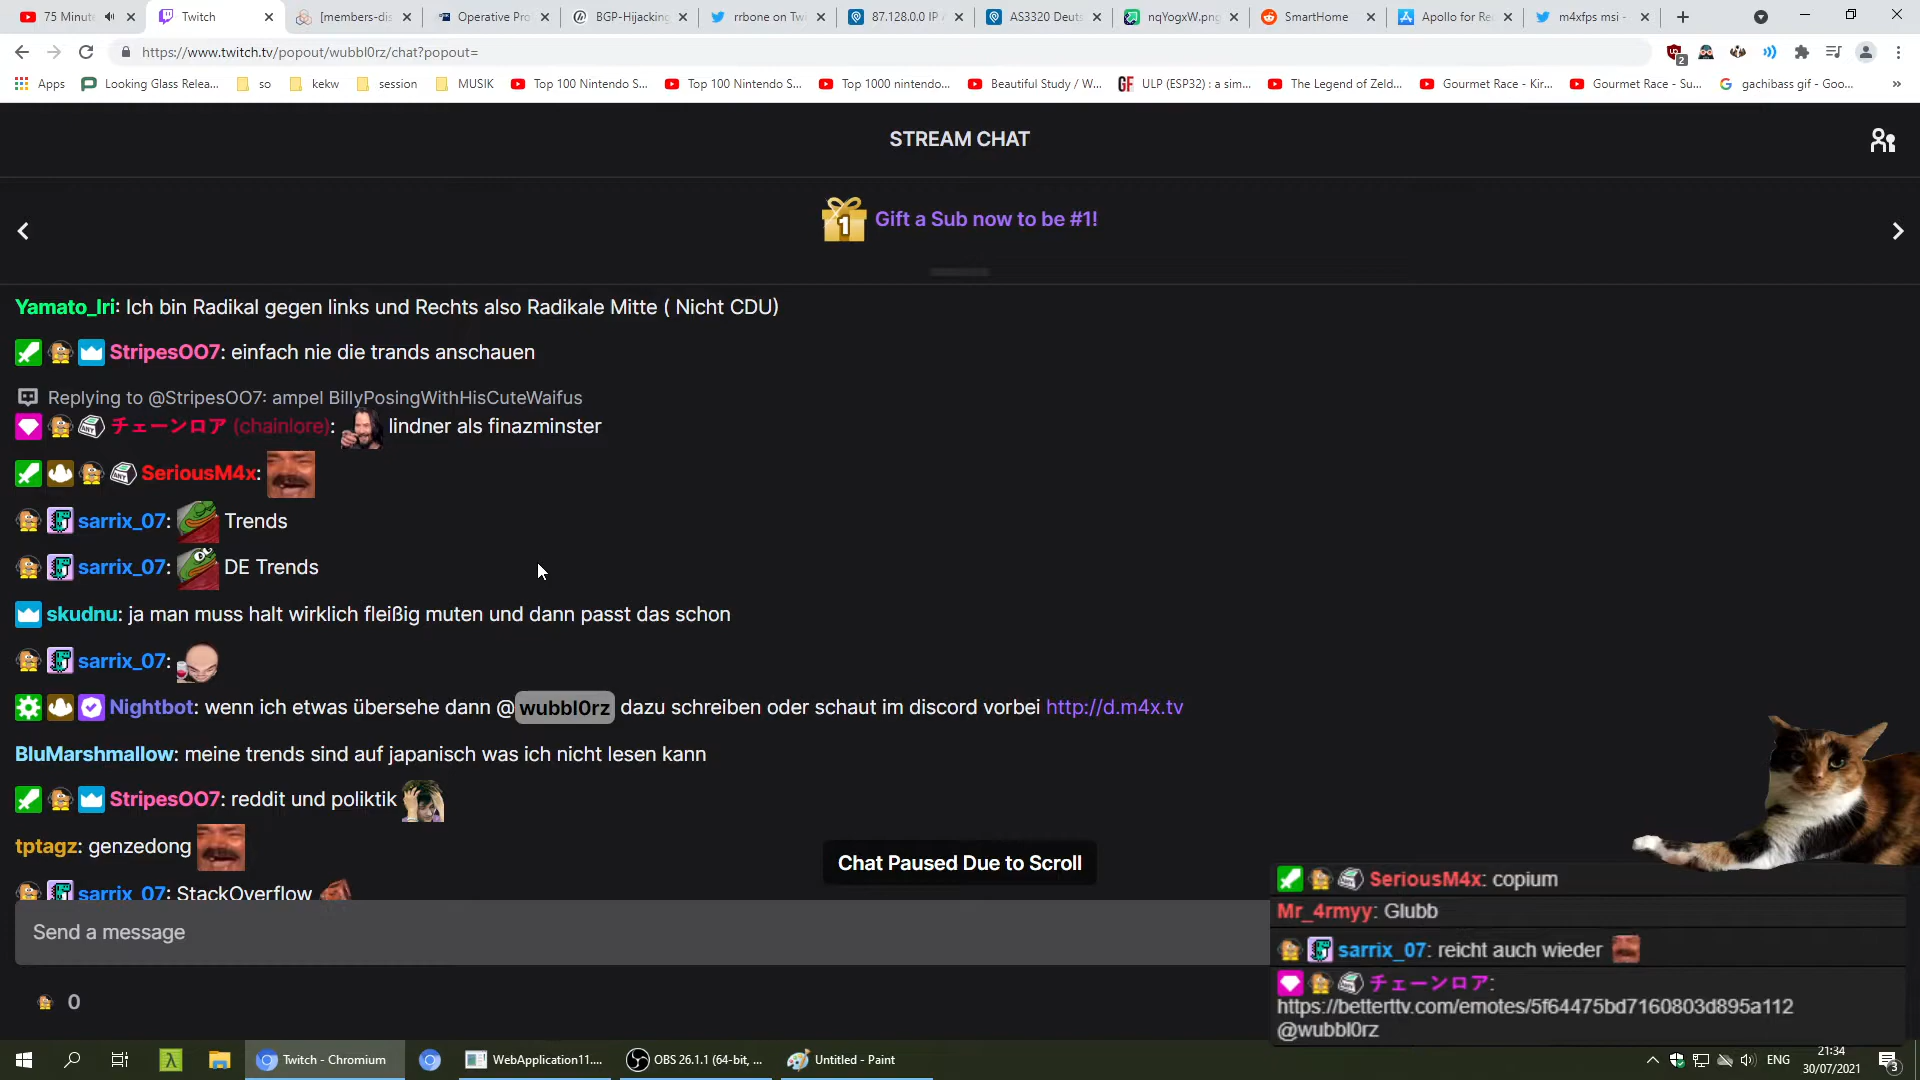 75 Minut
Twitch
[members-dis
Operative Pro
BGP-Hijacking
rrbone on Twi
87.128.0.0 IP A
AS3320 Deuts
nqYogxW.png
SmartHome
Apollo for Re
m4xfps msi -
https://www.twitch.tv/popout/wubbl0rz/chat?popout=
2
Apps
Looking Glass Relea...
so
kekw
session
MUSIK
Top 100 Nintendo S...
Top 100 Nintendo S...
Top 1000 nintendo...
Beautiful Study / W...
GF ULP (ESP32) : a sim...
The Legend of Zeld...
Gourmet Race - Kir...
Gourmet Race - Su...
gachibass gif - Goo...
»
STREAM CHAT
1 Gift a Sub now to be #1!
Yamato_Iri: Ich bin Radikal gegen links und Rechts also Radikale Mitte ( Nicht CDU)
StripesOO7: einfach nie die trands anschauen
Replying to @StripesOO7: ampel BillyPosingWithHisCuteWaifus
チェーンロア (chainlore): lindner als finazminster
SeriousM4x:
sarrix_07: Trends
sarrix_07: DE Trends
skudnu: ja man muss halt wirklich fleißig muten und dann passt das schon
sarrix_07:
Nightbot: wenn ich etwas übersehe dann @wubbl0rz dazu schreiben oder schaut im discord vorbei http://d.m4x.tv
BluMarshmallow: meine trends sind auf japanisch was ich nicht lesen kann
StripesOO7: reddit und poliktik
tptagz: genzedong
sarrix_07: StackOverflow
Chat Paused Due to Scroll
Send a message
0
SeriousM4x: copium
Mr_4rmyy: Glubb
sarrix_07: reicht auch wieder
チェーンロア:
https://betterttv.com/emotes/5f64475bd7160803d895a112
@wubbl0rz
Twitch - Chromium
WebApplication11....
OBS 26.1.1 (64-bit, ...
Untitled - Paint
ENG
21:34
30/07/2021
3